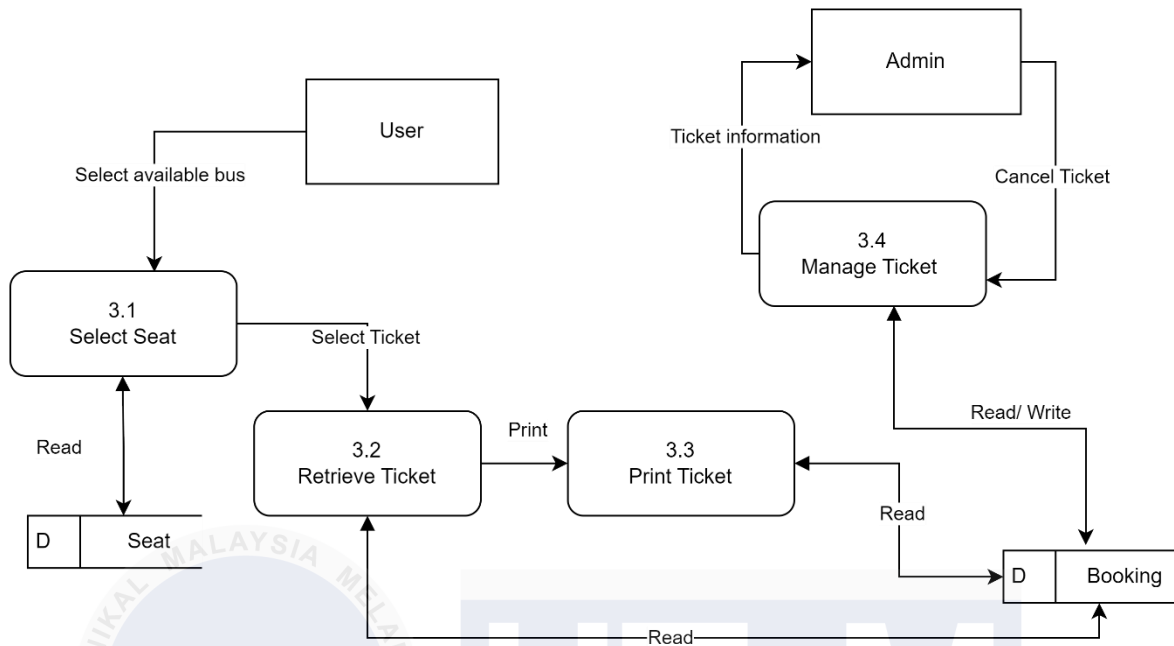 Admin
User
Ticket information
Select available bus
Cancel Ticket
3.4
Manage Ticket
3.1
Select Seat
Select Ticket
Read/ Write
Print
3.2
Retrieve Ticket
3.3
Print Ticket
Read
Read
D
Seat
MALAYSIA
D
Booking
Read